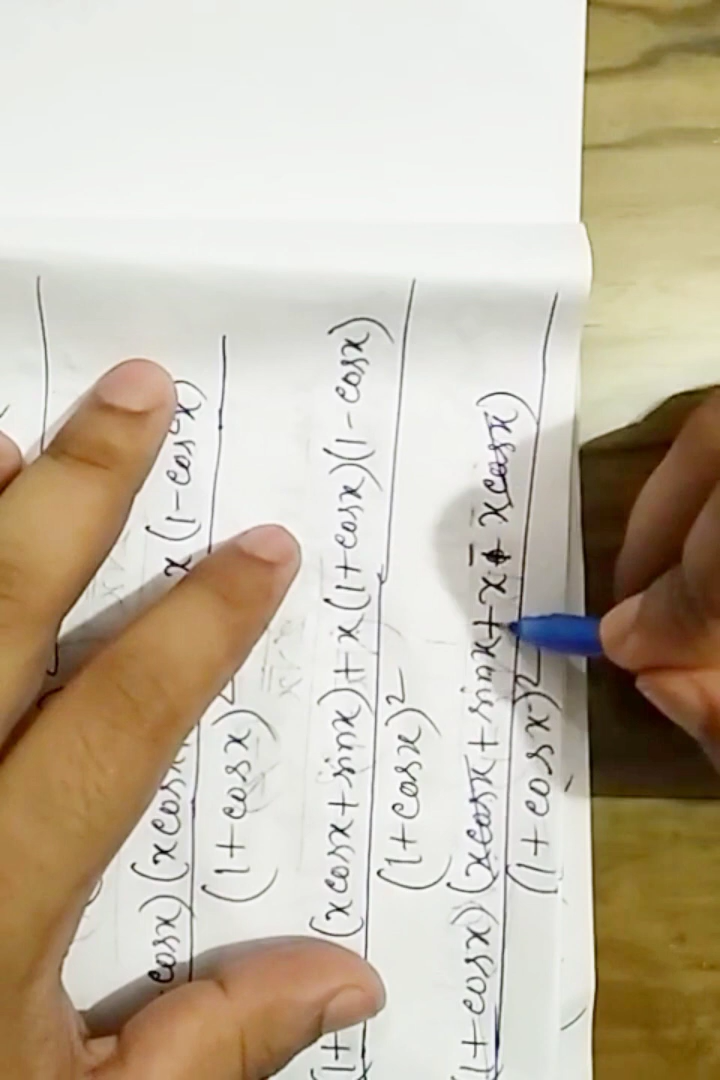 cosx) (xcosx x (1-cos²x)
(1+cosx)²
(1+ (xcosx+sinx)+x(1+cosx)(1-cosx)
(1+cosx)²
(1+cosx) (xcosx+sinx+x- xcosx)
(1+cosx)²